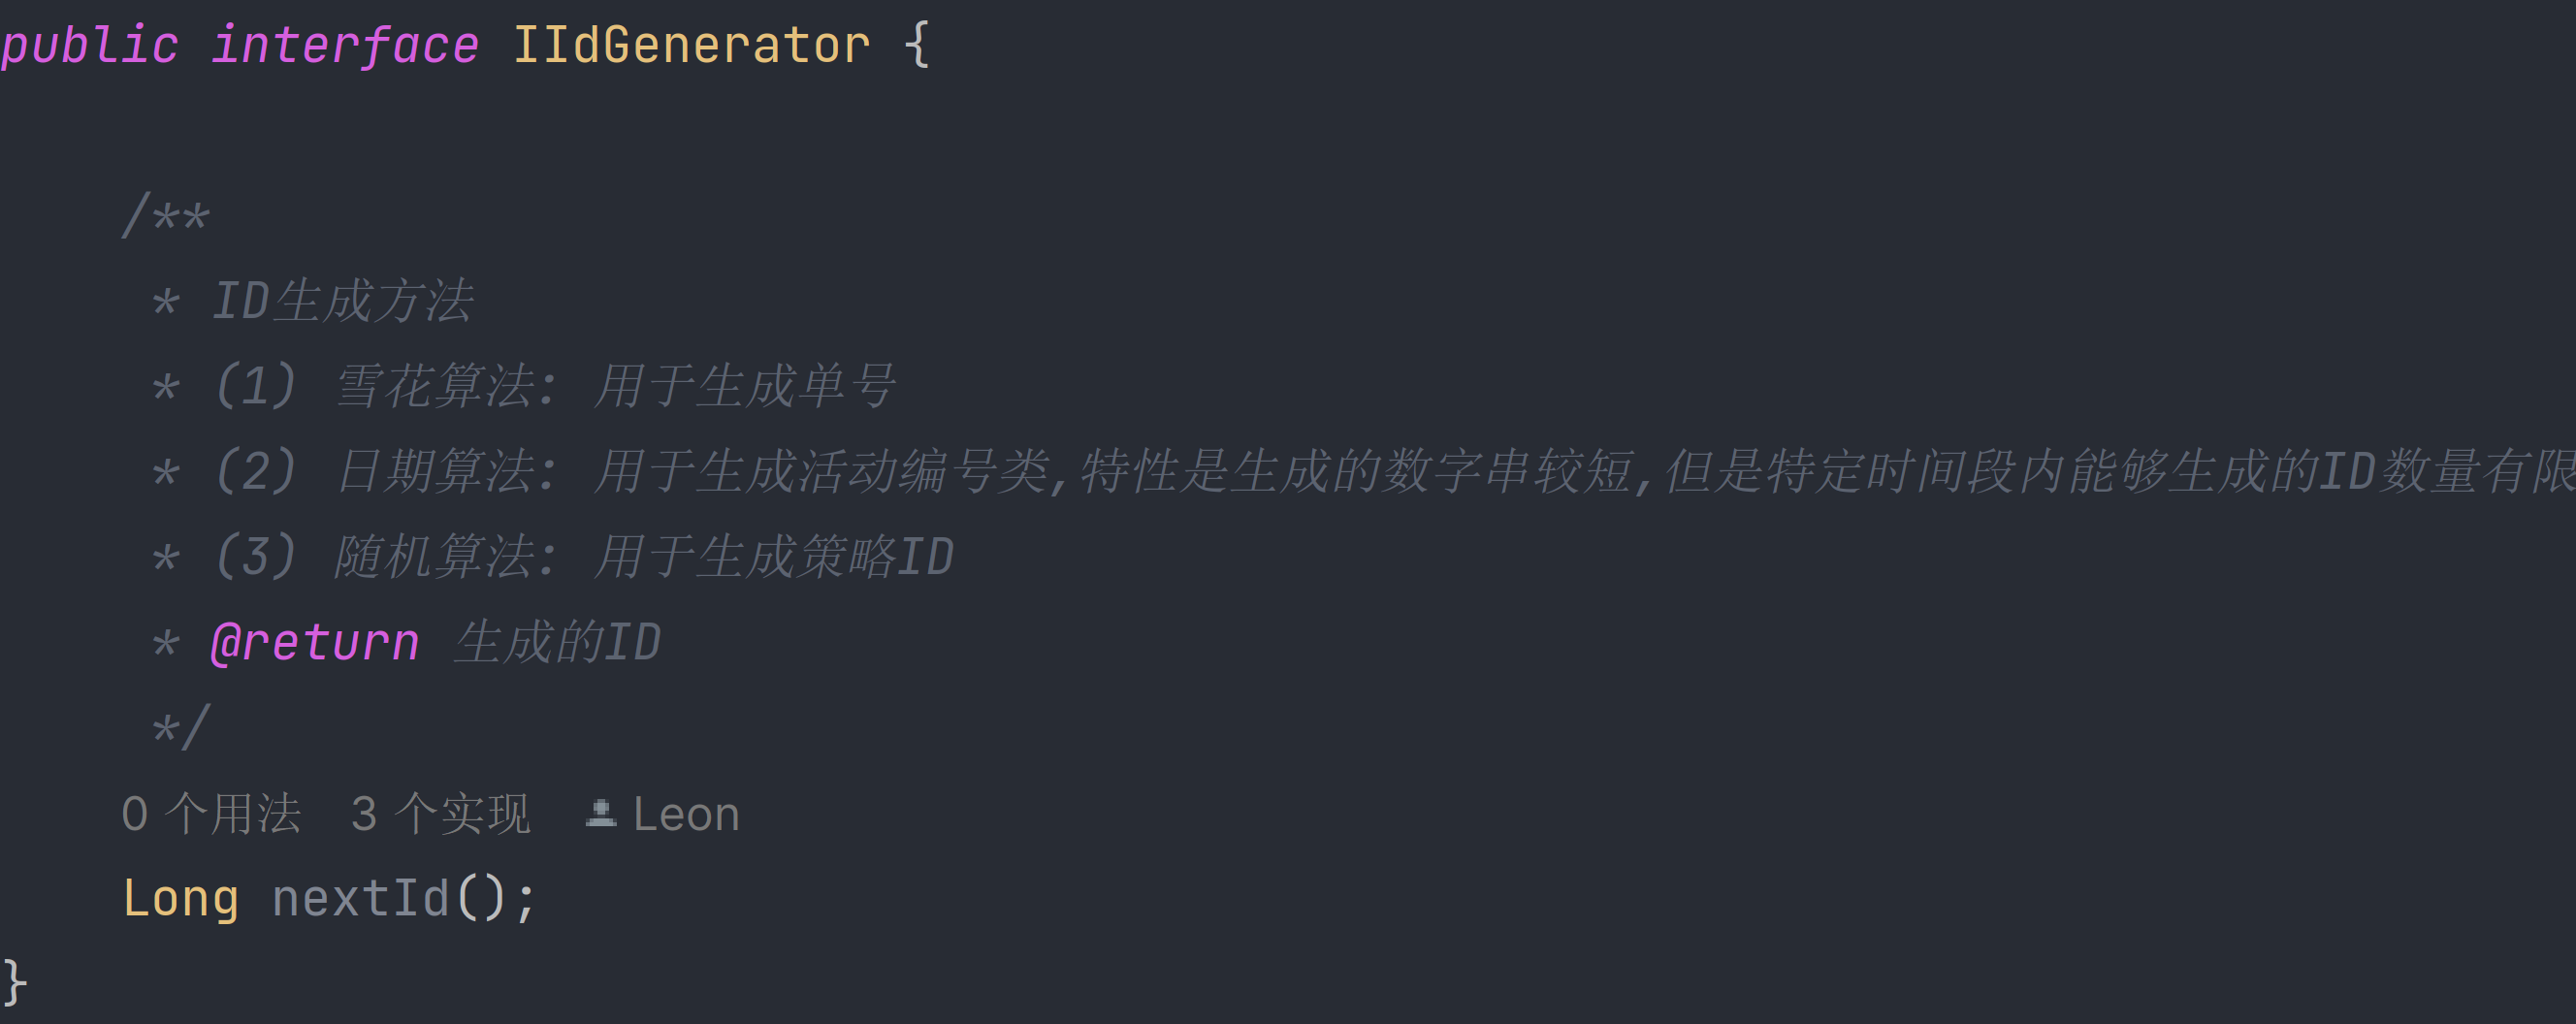 public interface IIdGenerator {
/**
* ID生成方法
* (1) 雪花算法: 用于生成单号
* (2) 日期算法: 用于生成活动编号类,特性是生成的数字串较短,但是特定时间段内能够生成的ID数量有限
* (3) 随机算法: 用于生成策略ID
* @return 生成的ID
*/
0 个用法 3 个实现 Leon
Long nextId();
}